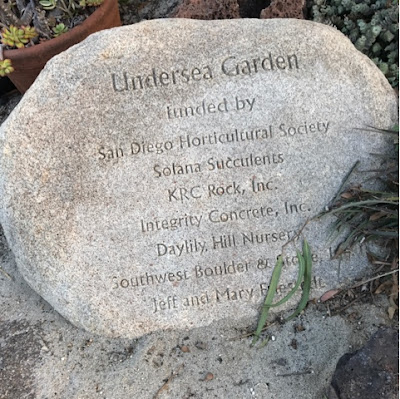 Undersea Garden
funded by
San Diego Horticultural Society
Solana Succulents
KRC Rock, Inc.
Integrity Concrete, Inc.
Daylily, Hill Nursery
Southwest Boulder & Stone,
Jeff and Mary